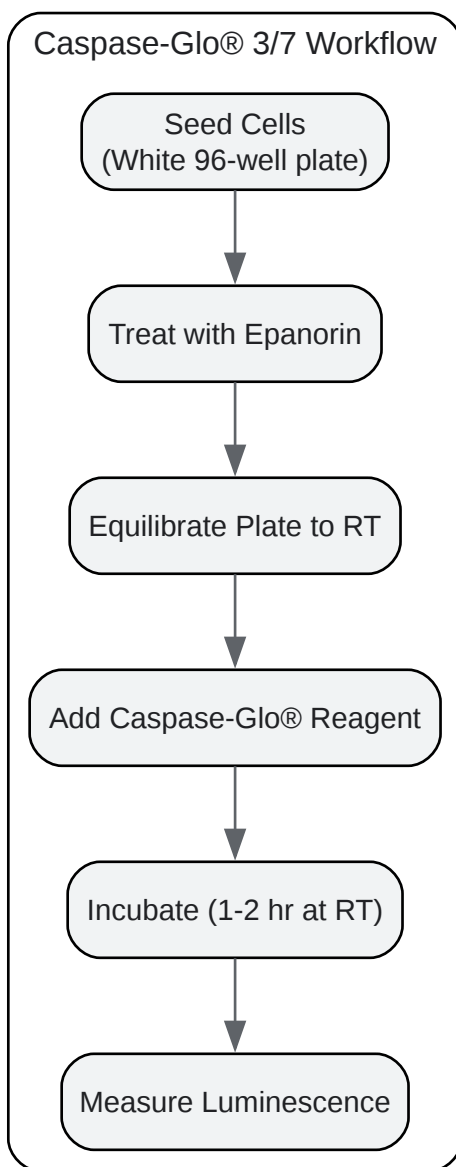 Caspase-Glo® 3/7 Workflow
Seed Cells
(White 96-well plate)
Treat with Epanorin
Equilibrate Plate to RT
Add Caspase-Glo® Reagent
Incubate (1-2 hr at RT)
Measure Luminescence